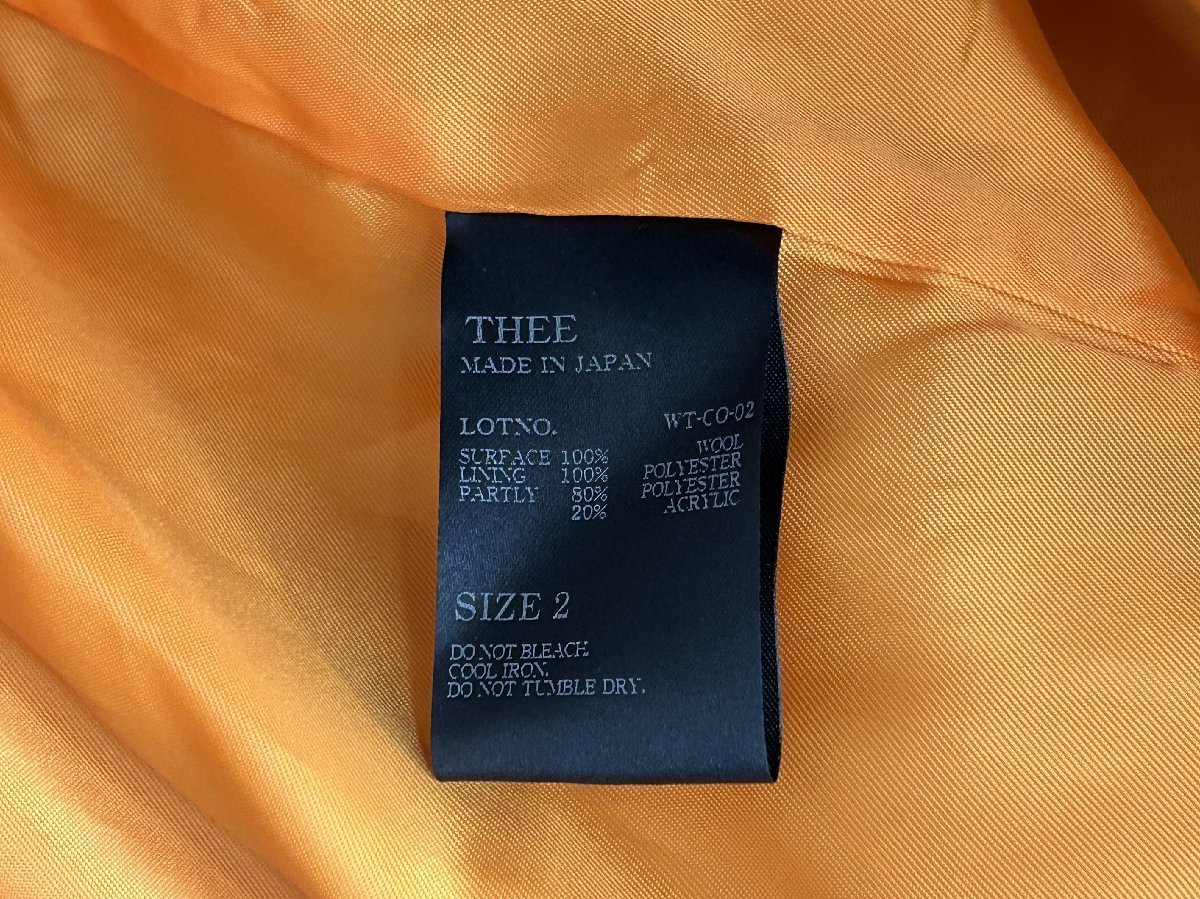 THEE
MADE IN JAPAN
LOTNO. WT-CO-02
SURFACE 100% WOOL
LINING 100% POLYESTER
PARTLY 80% POLYESTER
20% ACRYLIC
SIZE 2
DO NOT BLEACH.
COOL IRON.
DO NOT TUMBLE DRY.